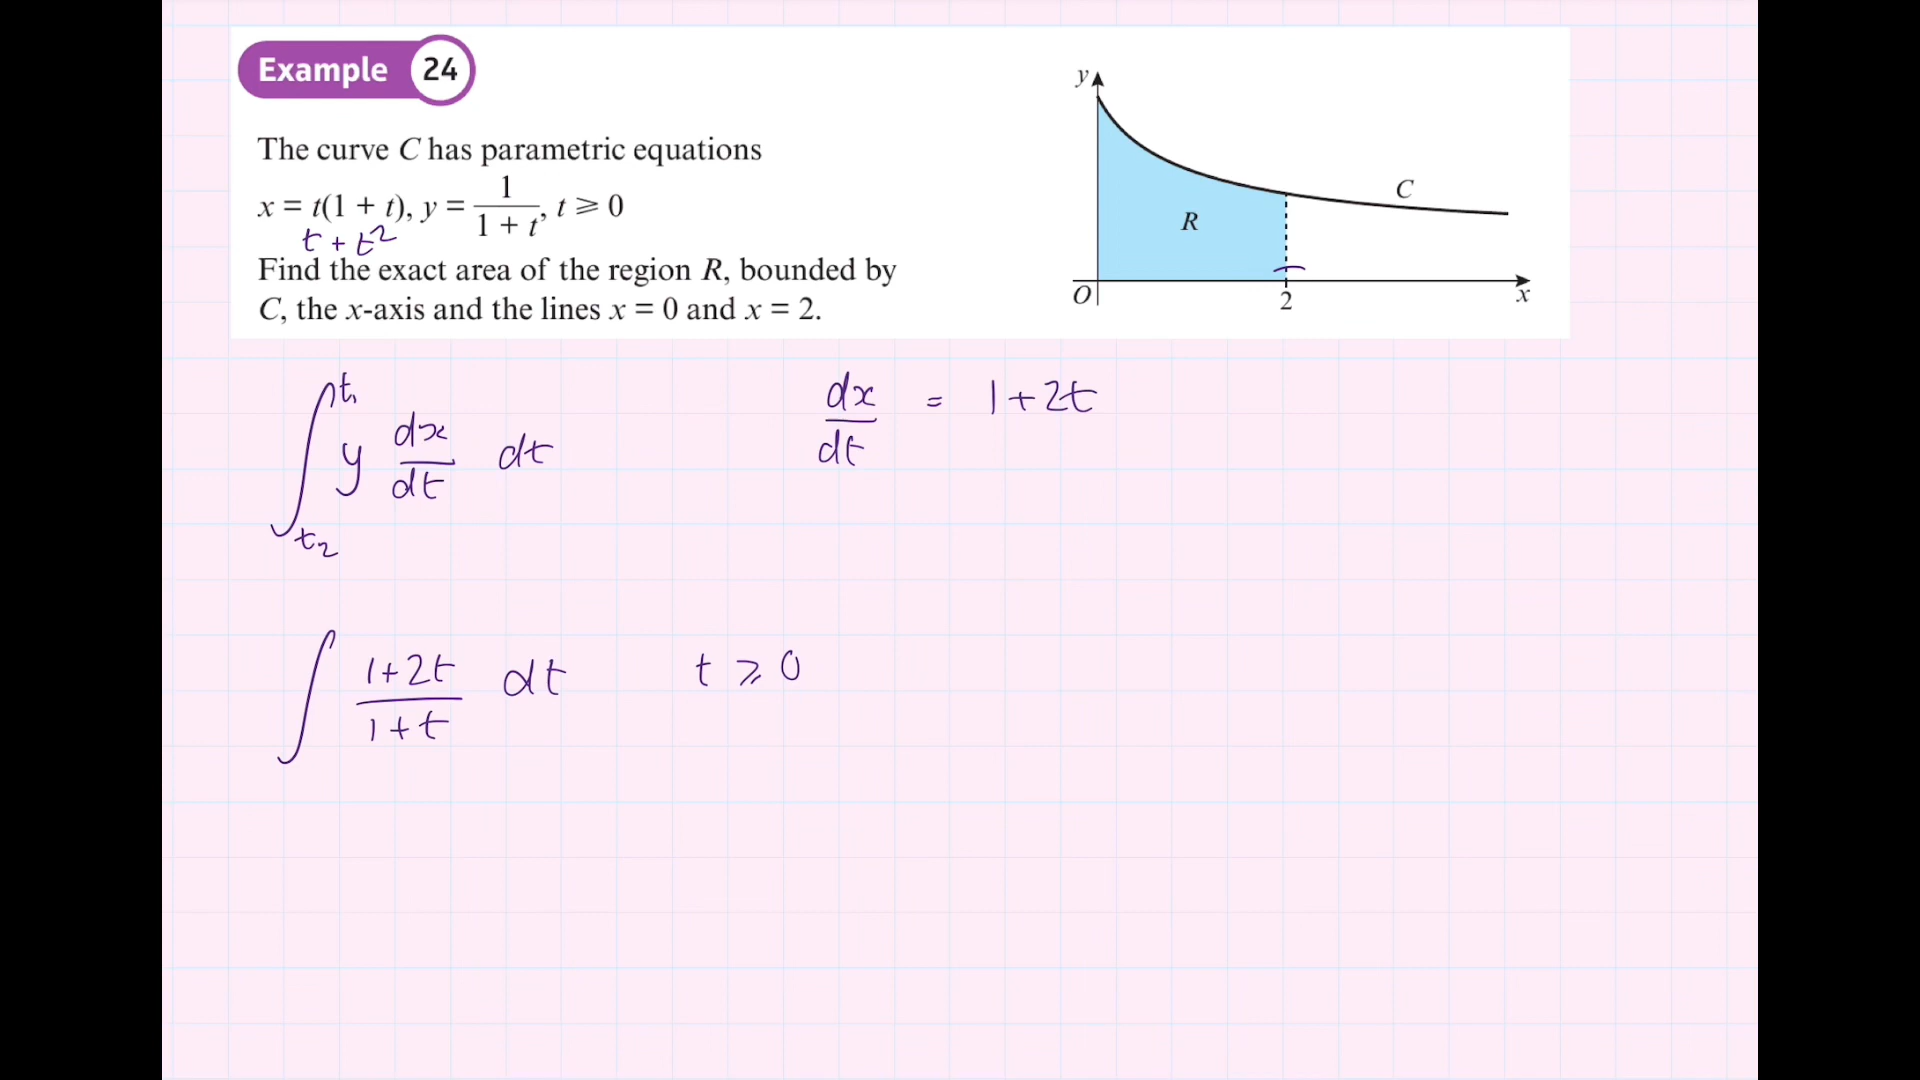 Example 24
The curve C has parametric equations
x = t(1 + t), y = 1/(1 + t), t ⩾ 0
t + t²
Find the exact area of the region R, bounded by
C, the x-axis and the lines x = 0 and x = 2.
y
C
R
O 2 x
∫_{t₂}^{t₁} y dx/dt dt
dx/dt = 1+2t
∫ (1+2t)/(1+t) dt t ⩾ 0